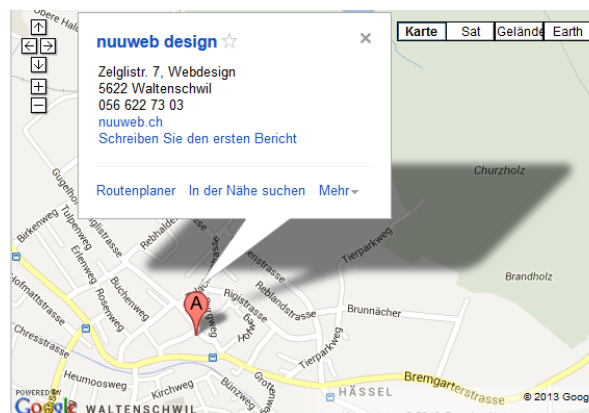 nuuweb design
Zelglistr. 7, Webdesign
5622 Waltenschwil
056 622 73 03
nuuweb.ch
Schreiben Sie den ersten Bericht
Routenplaner In der Nähe suchen Mehr
Karte Sat Gelände Earth
Churzholz
Brandholz
Tierparkweg
Birkenweg
Tulpenweg
Erlenweg
Rosenweg
Buchenweg
Hofmattstrasse
Rigistrasse
Reblandstrasse
Brunnächer
A
Tierparkweg
Heumoosweg
Kirchweg
Bünzweg
HÄSSEL
Bremgarterstrasse
WALTENSCHWIL
POWERED BY
Google
© 2013 Goog